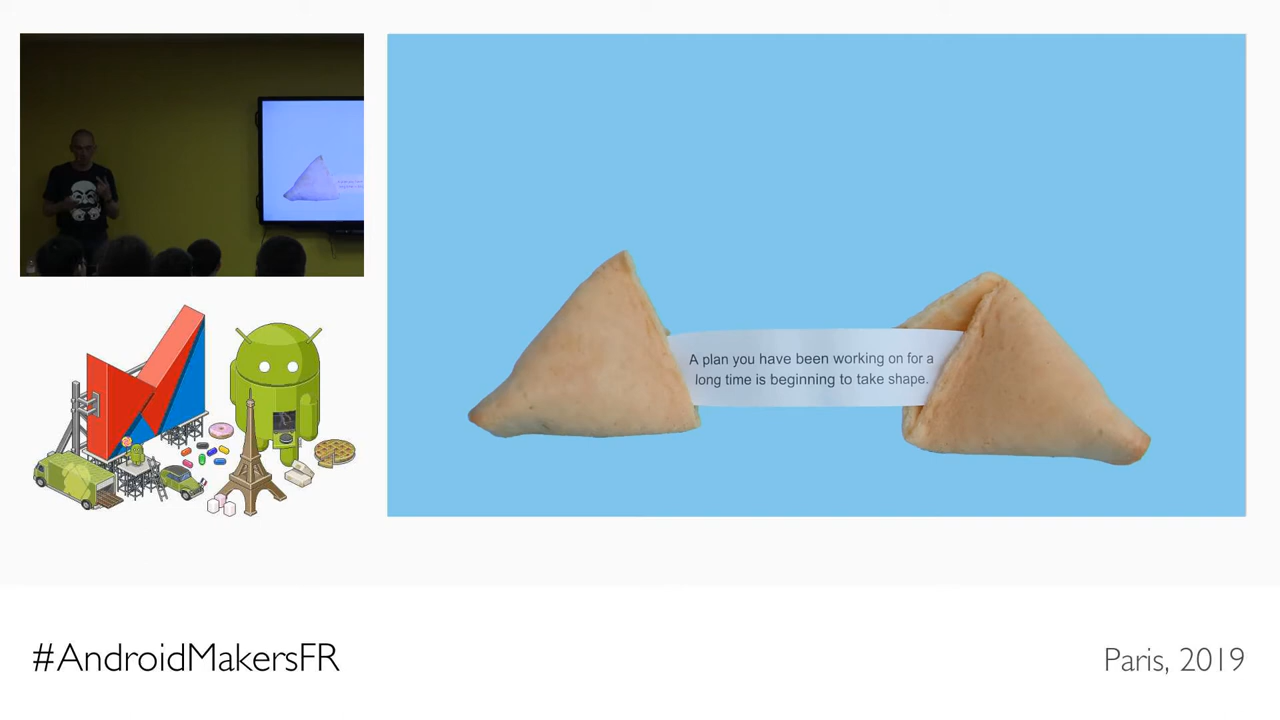 A plan you have been working on for a
long time is beginning to take shape.
#AndroidMakersFR
Paris, 2019